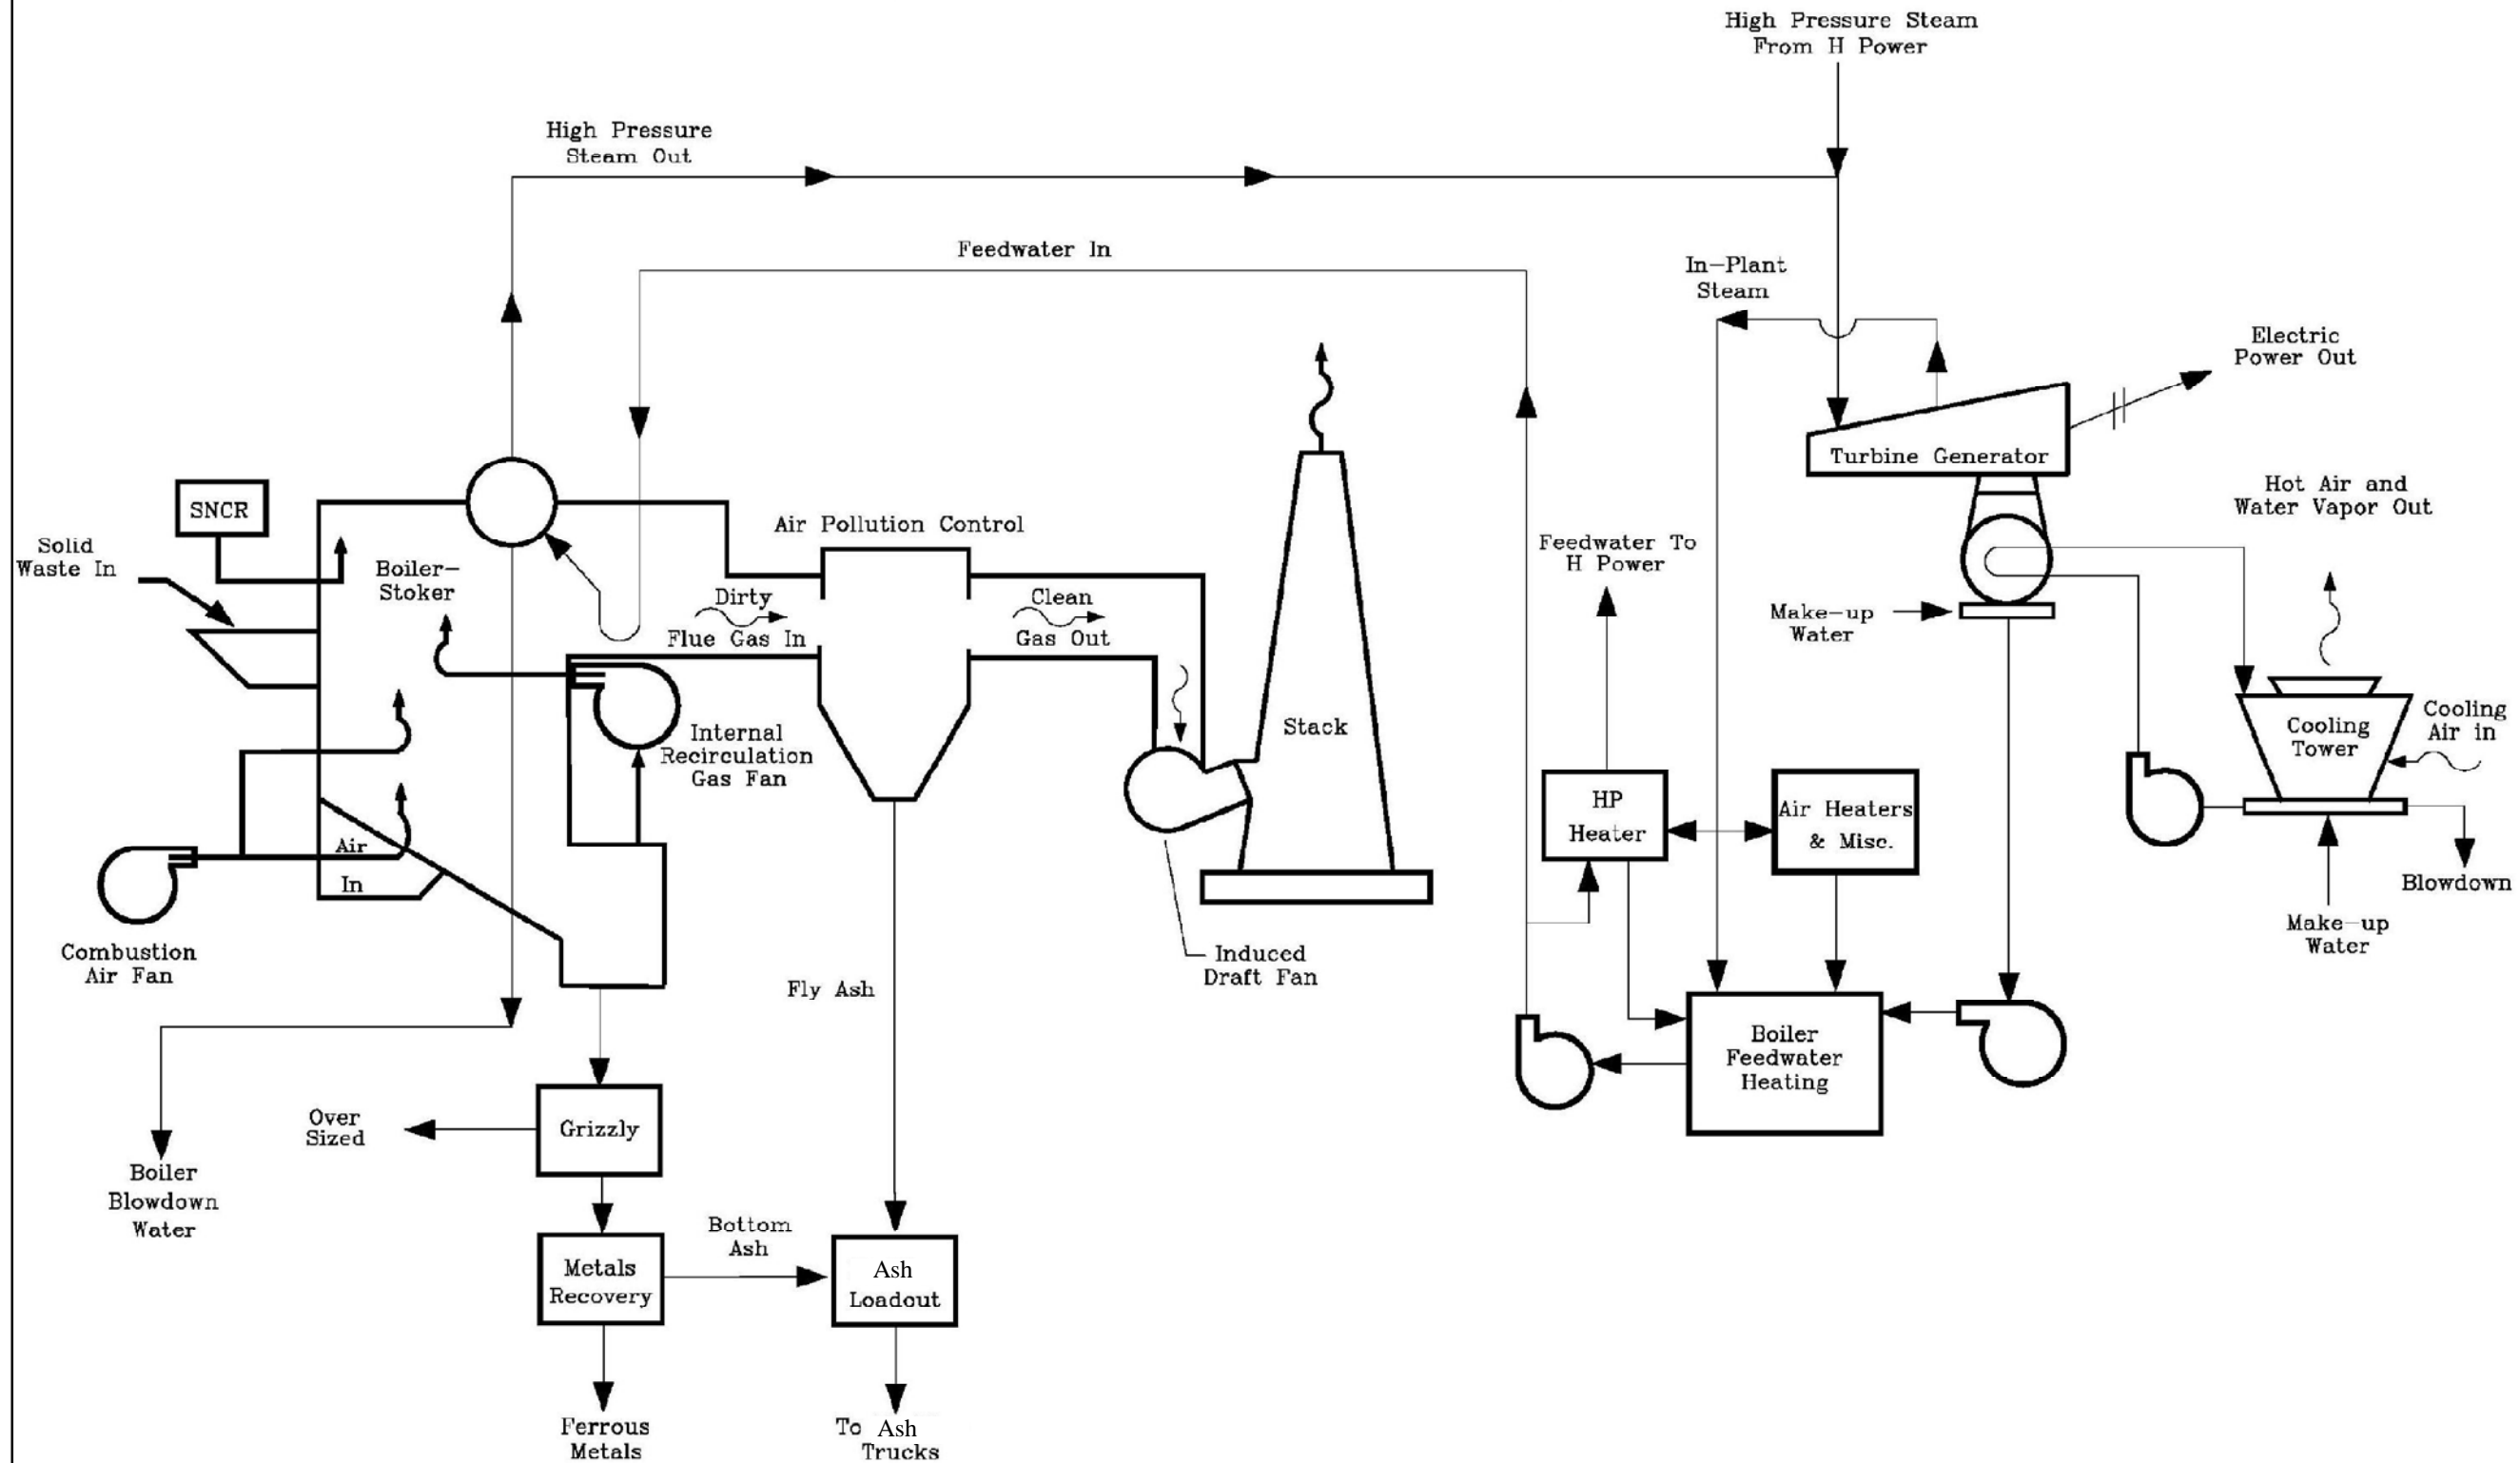 High Pressure Steam
From H Power
High Pressure
Steam Out
Feedwater In
In-Plant
Steam
Electric
Power Out
Turbine Generator
Hot Air and
Water Vapor Out
SNCR
Solid
Waste In
Boiler-
Stoker
Air Pollution Control
Dirty
Flue Gas In
Clean
Gas Out
Feedwater To
H Power
Make-up
Water
Internal
Recirculation
Gas Fan
Stack
Cooling
Tower
Cooling
Air in
HP
Heater
Air Heaters
& Misc.
Air
In
Blowdown
Make-up
Water
Combustion
Air Fan
Induced
Draft Fan
Fly Ash
Boiler
Feedwater
Heating
Over
Sized
Grizzly
Boiler
Blowdown
Water
Bottom
Ash
Metals
Recovery
Ash
Loadout
Ferrous
Metals
To Ash
Trucks